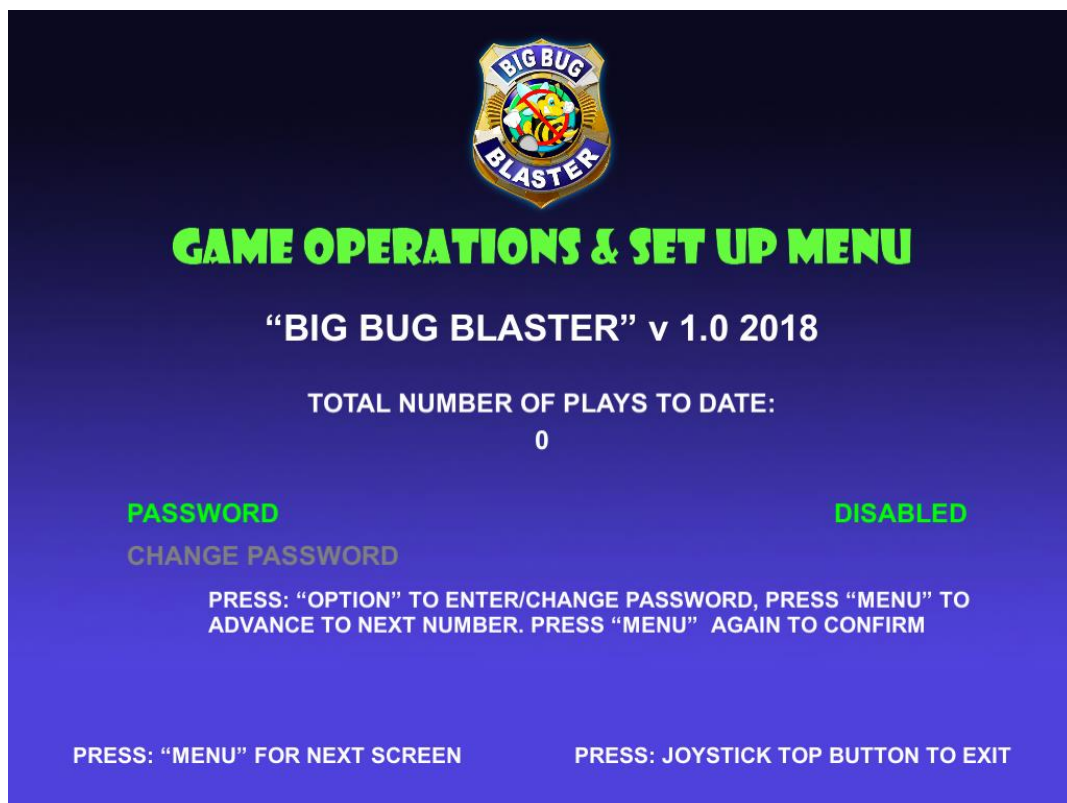 BIG BUG
BLASTER
GAME OPERATIONS & SET UP MENU
“BIG BUG BLASTER” v 1.0 2018
TOTAL NUMBER OF PLAYS TO DATE:
0
PASSWORD DISABLED
CHANGE PASSWORD
PRESS: “OPTION” TO ENTER/CHANGE PASSWORD, PRESS “MENU” TO
ADVANCE TO NEXT NUMBER. PRESS “MENU” AGAIN TO CONFIRM
PRESS: “MENU” FOR NEXT SCREEN PRESS: JOYSTICK TOP BUTTON TO EXIT